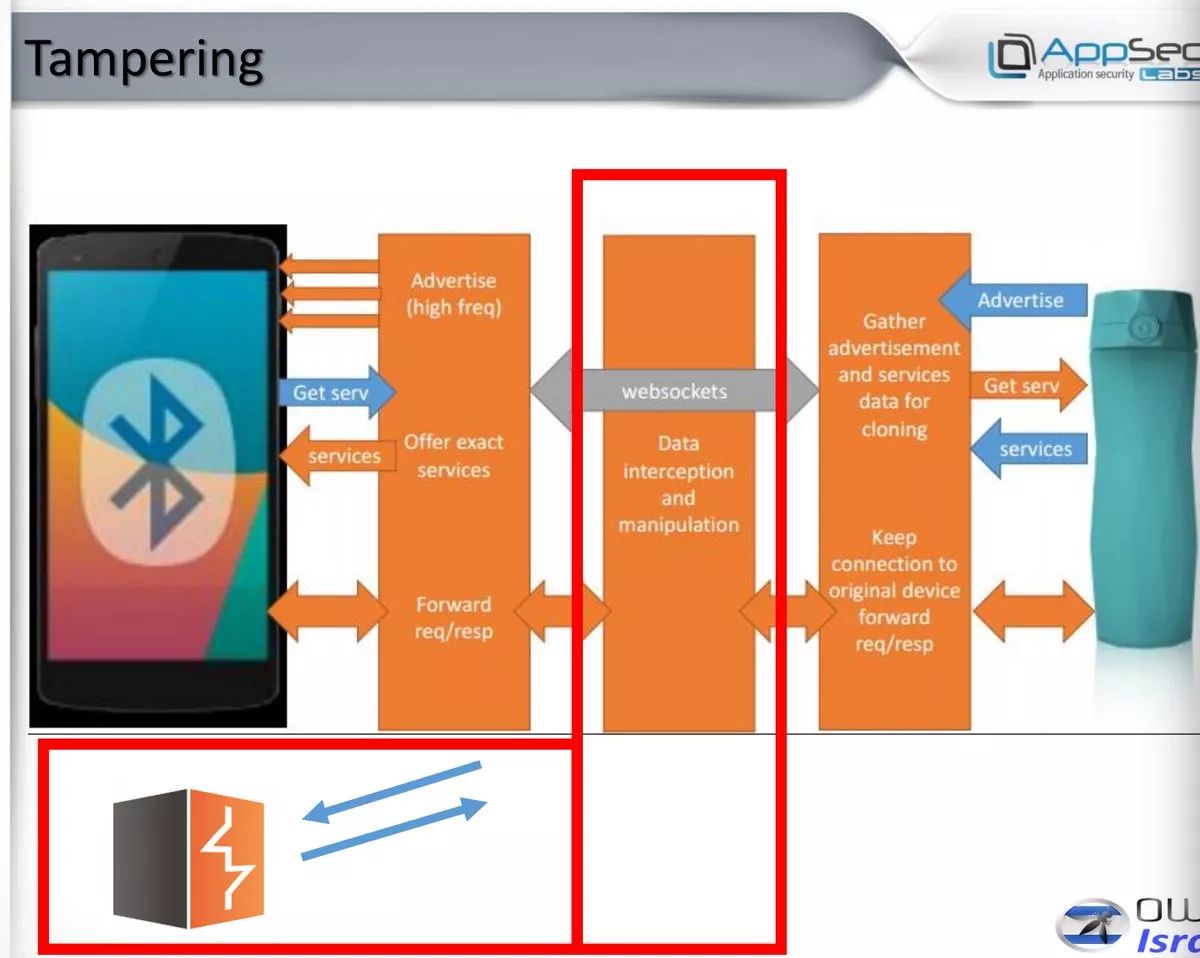 Tampering
AppSec
Application security Labs
Advertise
(high freq)
Get serv
Offer exact
services
services
Forward
req/resp
websockets
Data
interception
and
manipulation
Gather
advertisement
and services
data for
cloning
Keep
connection to
original device
forward
req/resp
Advertise
Get serv
services
OW
Isra